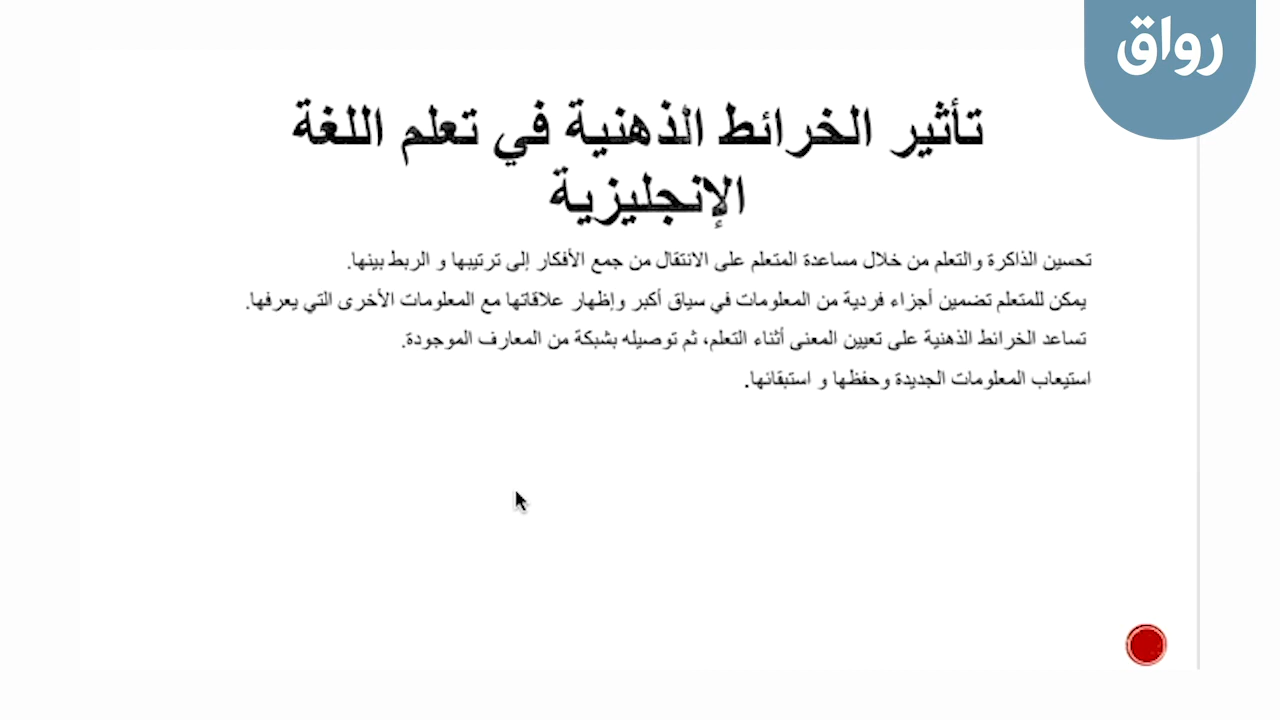 رواق
تأثير الخرائط الذهنية في تعلم اللغة
الإنجليزية
تحسين الذاكرة والتعلم من خلال مساعدة المتعلم على الانتقال من جمع الأفكار إلى ترتيبها و الربط بينها.
يمكن للمتعلم تضمين أجزاء فردية من المعلومات في سياق أكبر وإظهار علاقاتها مع المعلومات الأخرى التي يعرفها.
تساعد الخرائط الذهنية على تعيين المعنى أثناء التعلم، ثم توصيله بشبكة من المعارف الموجودة.
استيعاب المعلومات الجديدة وحفظها و استبقائها.